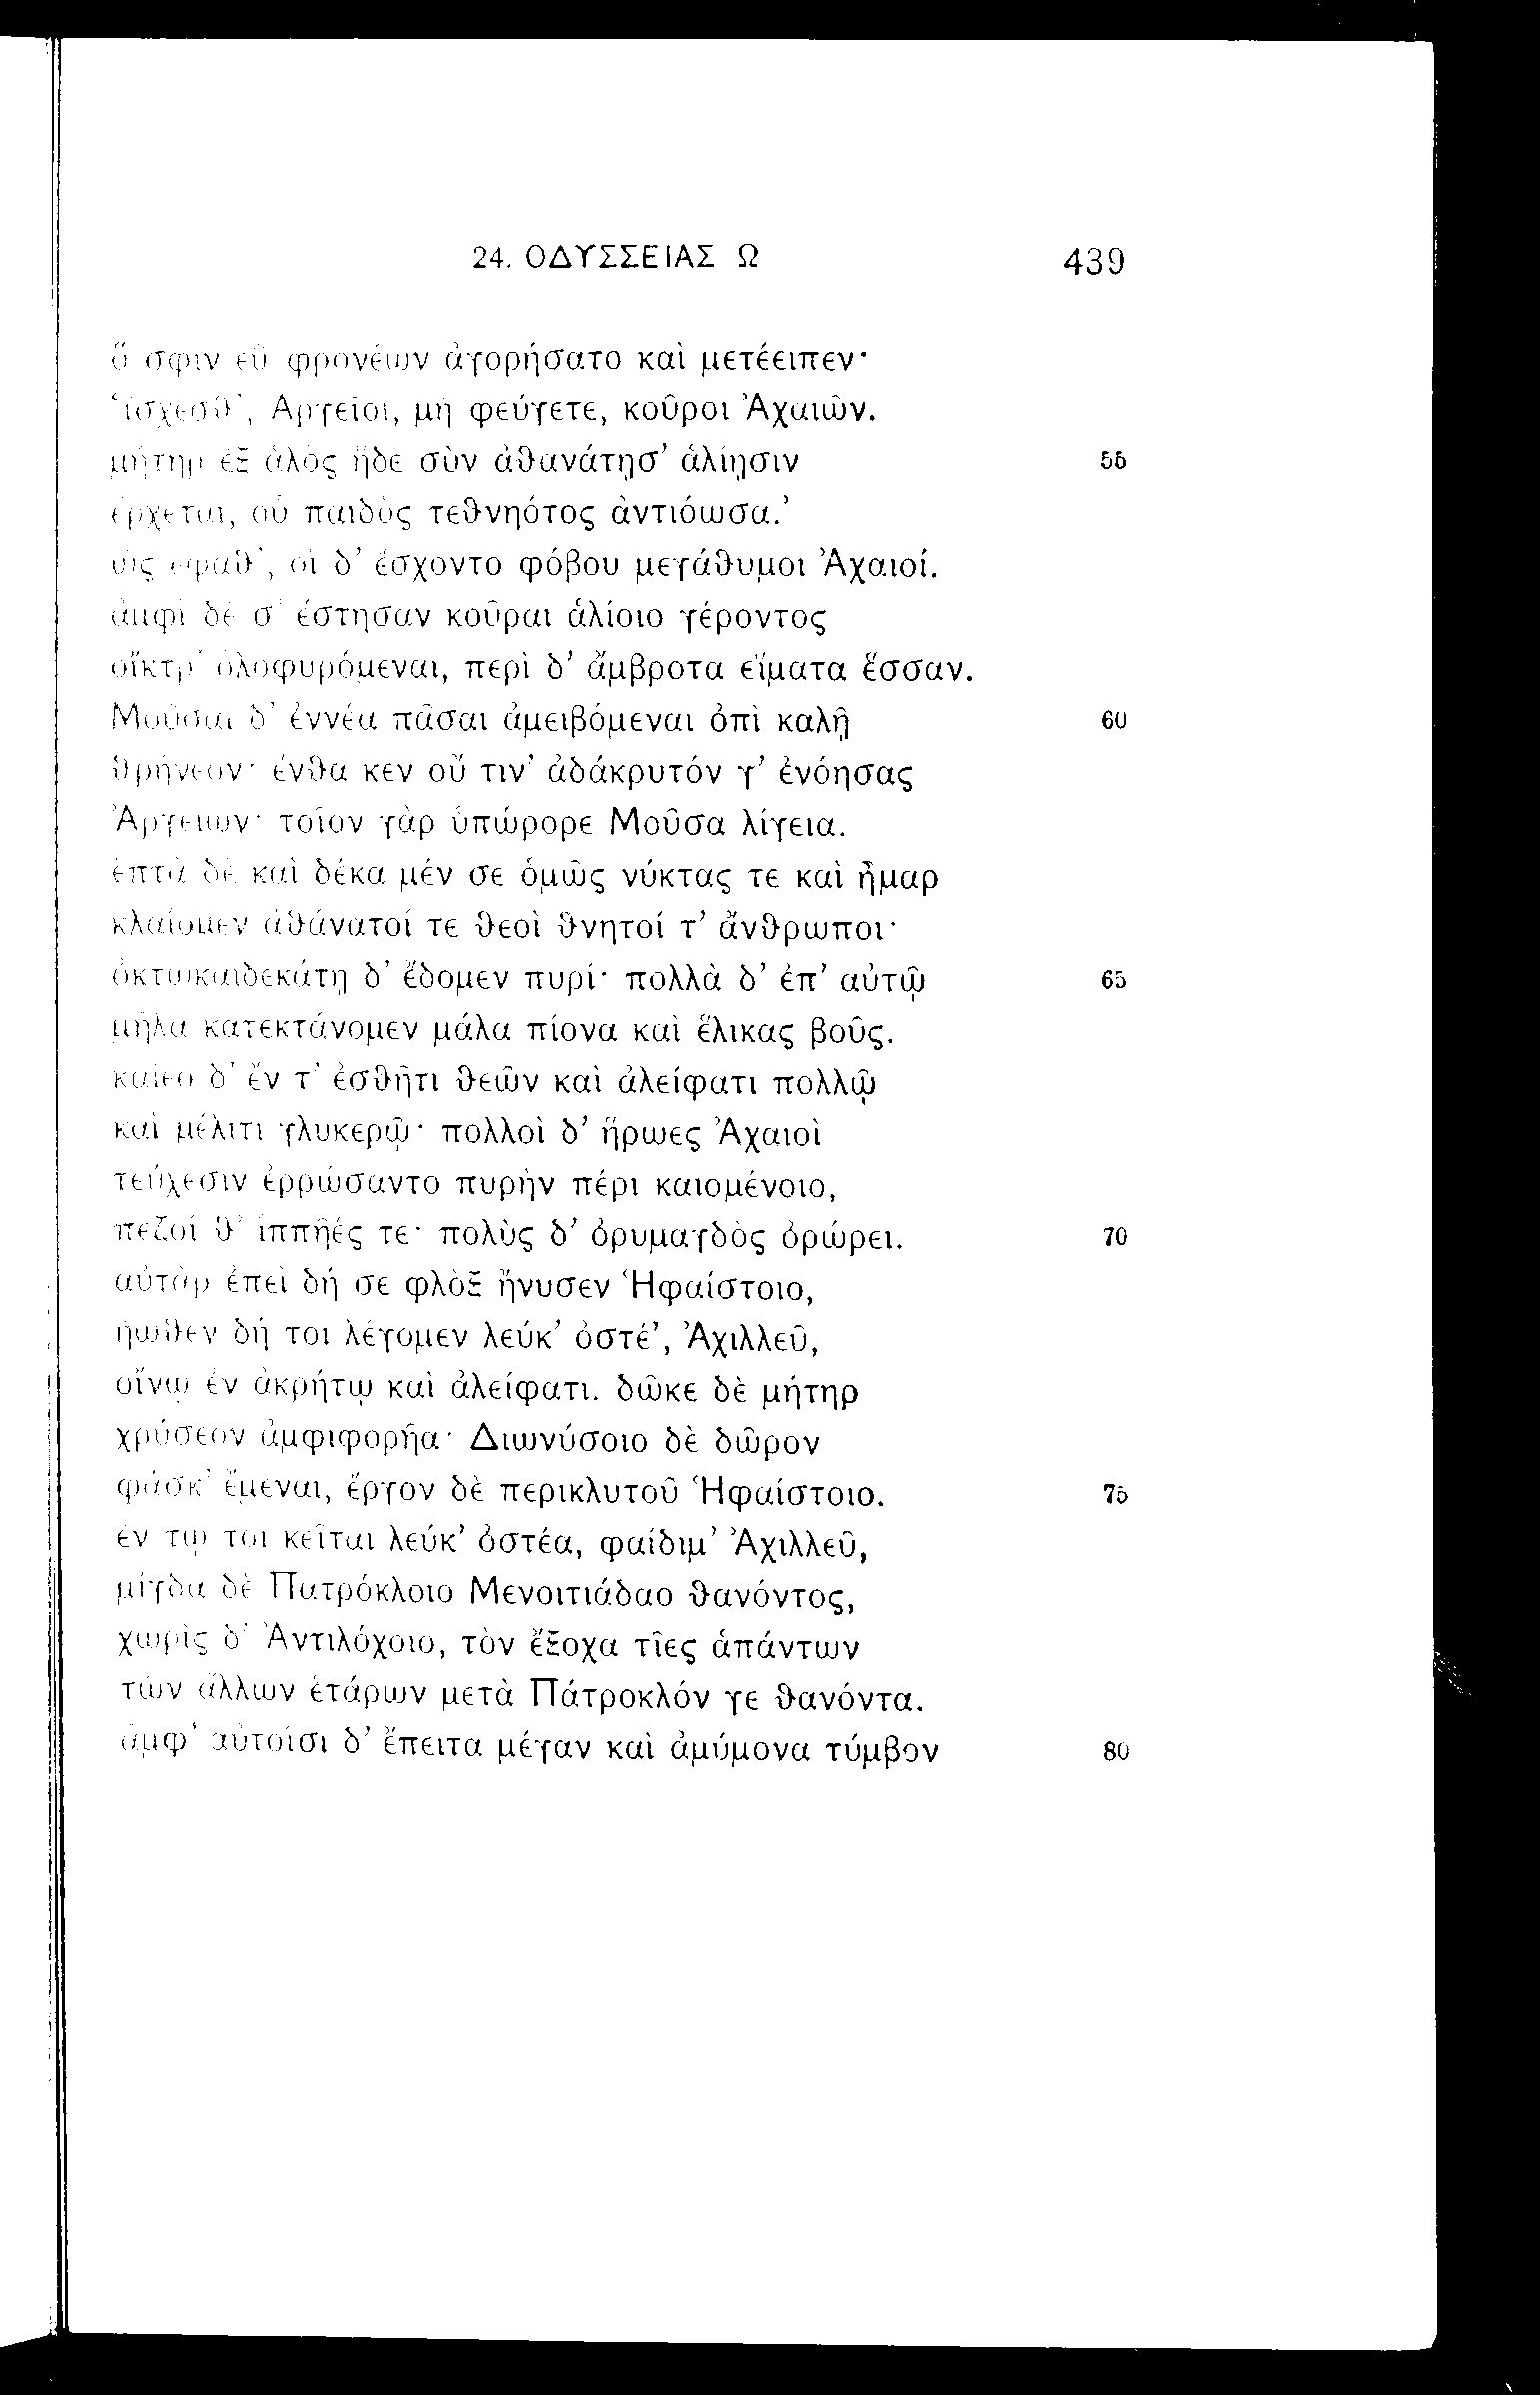 24. ΟΔΥΣΣΕΙΑΣ Ω 439
ὅ σφιν εὐ φρονέων ἀγορήσατο καὶ μετέειπεν·
‘ἴσχεσθ’, Ἀργεῖοι, μὴ φεύγετε, κοῦροι Ἀχαιῶν.
μήτηρ ἐξ ἁλὸς ἥδε σὺν ἀθανάτῃσ’ ἁλίῃσιν 55
ἔρχεται, οὗ παιδὸς τεθνηότος ἀντιόωσα.’
ὣς ἔφαθ’, οἱ δ’ ἔσχοντο φόβου μεγάθυμοι Ἀχαιοί.
ἀμφὶ δέ σ’ ἔστησαν κοῦραι ἁλίοιο γέροντος
οἴκτρ’ ὀλοφυρόμεναι, περὶ δ’ ἄμβροτα εἵματα ἕσσαν.
Μοῦσαι δ’ ἐννέα πᾶσαι ἀμειβόμεναι ὀπὶ καλῇ 60
θρήνεον· ἔνθα κεν οὔ τιν’ ἀδάκρυτόν γ’ ἐνόησας
Ἀργείων· τοῖον γὰρ ὑπώρορε Μοῦσα λίγεια.
ἑπτὰ δὲ καὶ δέκα μέν σε ὁμῶς νύκτας τε καὶ ἦμαρ
κλαίομεν ἀθάνατοί τε θεοὶ θνητοί τ’ ἄνθρωποι·
ὀκτωκαιδεκάτῃ δ’ ἔδομεν πυρί· πολλὰ δ’ ἐπ’ αὐτῷ 65
μῆλα κατεκτάνομεν μάλα πίονα καὶ ἕλικας βοῦς.
καίεο δ’ ἔν τ’ ἐσθῆτι θεῶν καὶ ἀλείφατι πολλῷ
καὶ μέλιτι γλυκερῷ· πολλοὶ δ’ ἥρωες Ἀχαιοὶ
τεύχεσιν ἐρρώσαντο πυρὴν πέρι καιομένοιο,
πεζοί θ’ ἱππῆές τε· πολὺς δ’ ὀρυμαγδὸς ὀρώρει. 70
αὐτὰρ ἐπεὶ δή σε φλὸξ ἤνυσεν Ἡφαίστοιο,
ἠῶθεν δή τοι λέγομεν λεύκ’ ὀστέ’, Ἀχιλλεῦ,
οἴνῳ ἐν ἀκρήτῳ καὶ ἀλείφατι. δῶκε δὲ μήτηρ
χρύσεον ἀμφιφορῆα· Διωνύσοιο δὲ δῶρον
φάσκ’ ἔμεναι, ἔργον δὲ περικλυτοῦ Ἡφαίστοιο. 75
ἐν τῷ τοι κεῖται λεύκ’ ὀστέα, φαίδιμ’ Ἀχιλλεῦ,
μίγδα δὲ Πατρόκλοιο Μενοιτιάδαο θανόντος,
χωρὶς δ’ Ἀντιλόχοιο, τὸν ἔξοχα τῖες ἁπάντων
τῶν ἄλλων ἑτάρων μετὰ Πάτροκλόν γε θανόντα.
ἀμφ’ αὐτοῖσι δ’ ἔπειτα μέγαν καὶ ἀμύμονα τύμβον 80